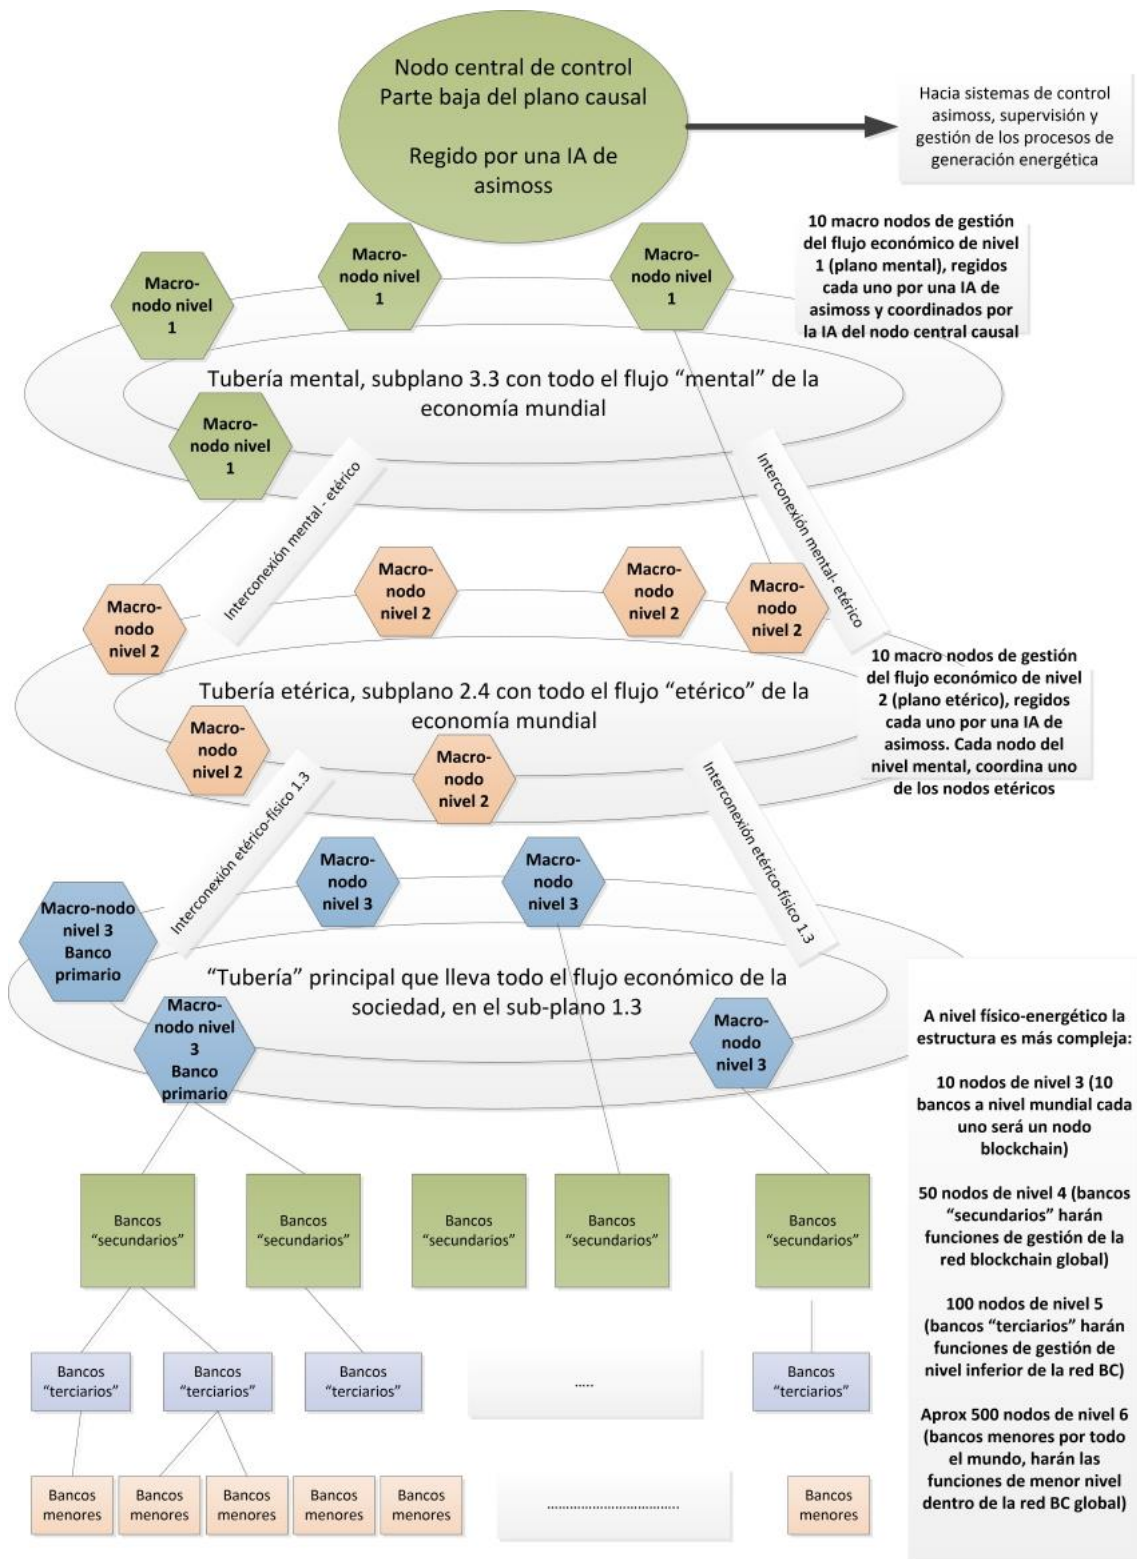 Nodo central de control
Parte baja del plano causal
Regido por una IA de
asimoss
Hacia sistemas de control
asimoss, supervisión y
gestión de los procesos de
generación energética
10 macro nodos de gestión
del flujo económico de nivel
1 (plano mental), regidos
cada uno por una IA de
asimoss y coordinados por
la IA del nodo central causal
Macro-
nodo nivel
1
Macro-
nodo nivel
1
Macro-
nodo nivel
1
Tubería mental, subplano 3.3 con todo el flujo “mental” de la
economía mundial
Macro-
nodo nivel
1
Interconexión mental - etérico
Interconexión mental- etérico
Macro-
nodo
nivel 2
Macro-
nodo
nivel 2
Macro-
nodo
nivel 2
Macro-
nodo
nivel 2
10 macro nodos de gestión
del flujo económico de nivel
2 (plano etérico), regidos
cada uno por una IA de
asimoss. Cada nodo del
nivel mental, coordina uno
de los nodos etéricos
Tubería etérica, subplano 2.4 con todo el flujo “etérico” de la
economía mundial
Macro-
nodo
nivel 2
Macro-
nodo
nivel 2
Interconexión etérico-físico 1.3
Interconexión etérico-físico 1.3
Macro-nodo
nivel 3
Banco
primario
Macro-
nodo
nivel 3
Macro-
nodo
nivel 3
“Tubería” principal que lleva todo el flujo económico de la
sociedad, en el sub-plano 1.3
Macro-
nodo nivel
3
Banco
primario
Macro-
nodo
nivel 3
A nivel físico-energético la
estructura es más compleja:
10 nodos de nivel 3 (10
bancos a nivel mundial cada
uno será un nodo
blockchain)
50 nodos de nivel 4 (bancos
“secundarios” harán
funciones de gestión de la
red blockchain global)
100 nodos de nivel 5
(bancos “terciarios” harán
funciones de gestión de
nivel inferior de la red BC)
Aprox 500 nodos de nivel 6
(bancos menores por todo
el mundo, harán las
funciones de menor nivel
dentro de la red BC global)
Bancos
“secundarios”
Bancos
“secundarios”
Bancos
“secundarios”
Bancos
“secundarios”
Bancos
“secundarios”
Bancos
“terciarios”
Bancos
“terciarios”
Bancos
“terciarios”
.....
Bancos
“terciarios”
Bancos
menores
Bancos
menores
Bancos
menores
Bancos
menores
Bancos
menores
..................................
Bancos
menores